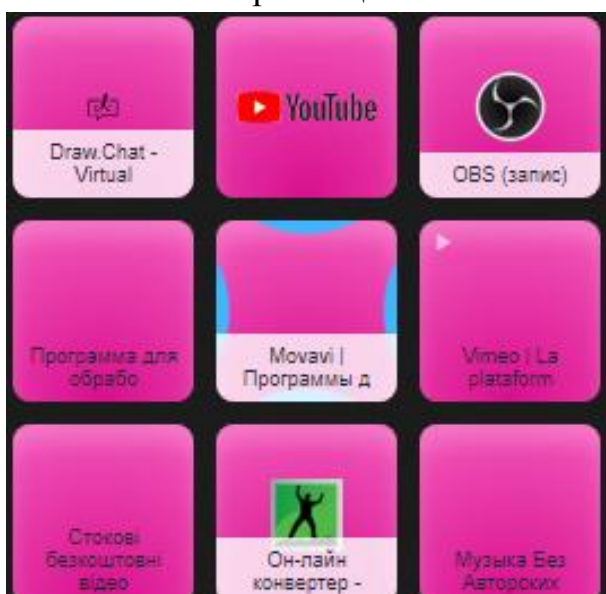 Draw.Chat -
Virtual
YouTube
OBS (запис)
Программа для
обрабо
Movavi |
Программы д
Vimeo | La
plataform
Стокові
безкоштовні
відео
Он-лайн
конвертер -
Музыка Без
Авторских